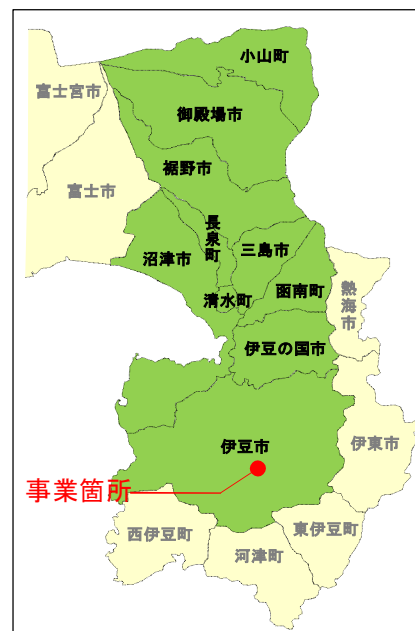 小山町
富士宮市
御殿場市
裾野市
富士市
長泉町
三島市
沼津市
函南町
清水町
熱海市
伊豆の国市
伊豆市
伊東市
事業箇所
東伊豆町
西伊豆町
河津町